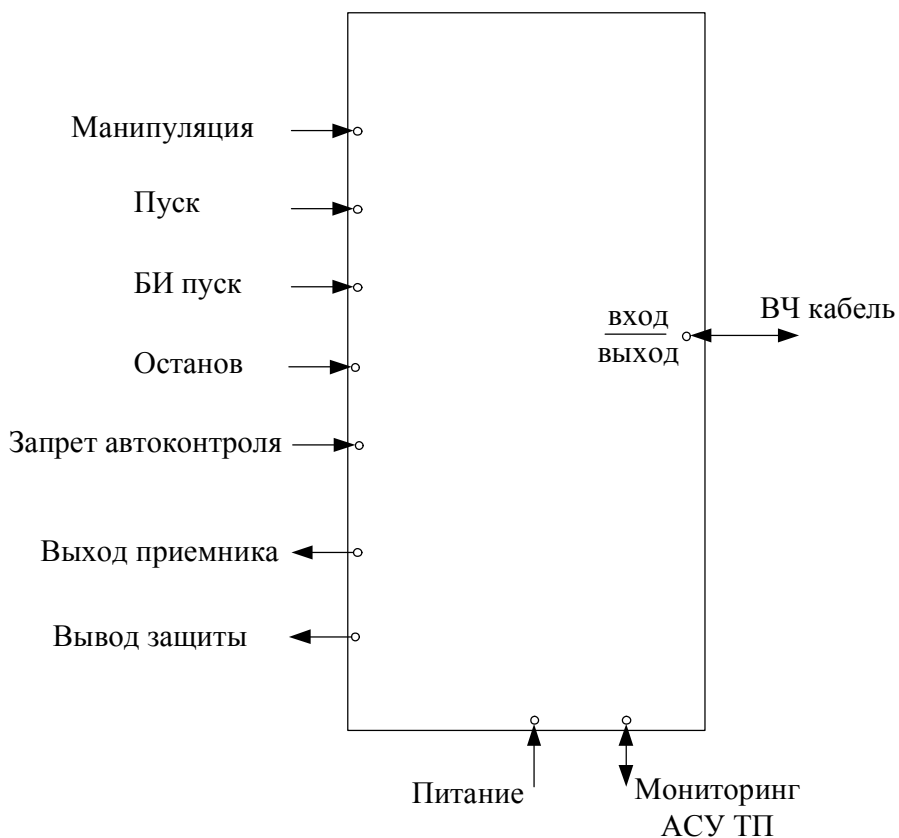 Манипуляция
Пуск
БИ пуск
вход
ВЧ кабель
выход
Останов
Запрет автоконтроля
Выход приемника
Вывод защиты
Питание
Мониторинг
АСУ ТП